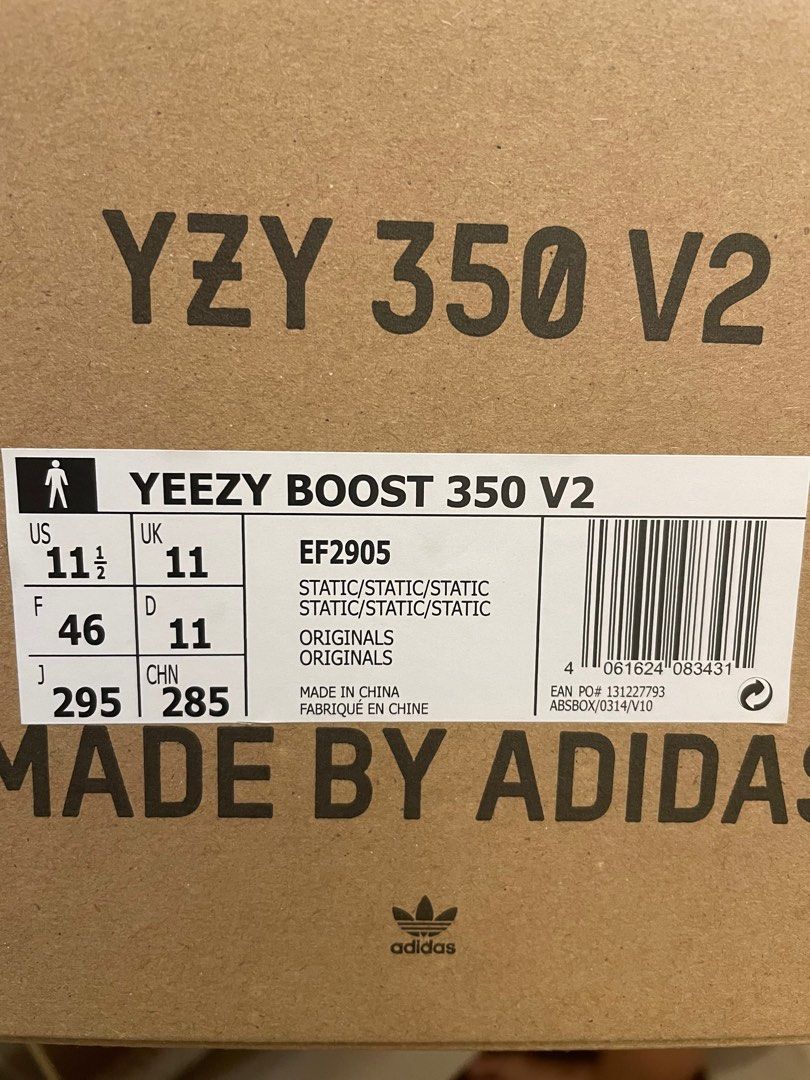 YZY 350 V2
YEEZY BOOST 350 V2
US 11½
UK 11
F 46
D 11
J 295
CHN 285
EF2905
STATIC/STATIC/STATIC
STATIC/STATIC/STATIC
ORIGINALS
ORIGINALS
MADE IN CHINA
FABRIQUÉ EN CHINE
4 061624 083431
EAN PO# 131227793
ABSBOX/0314/V10
MADE BY ADIDAS
adidas